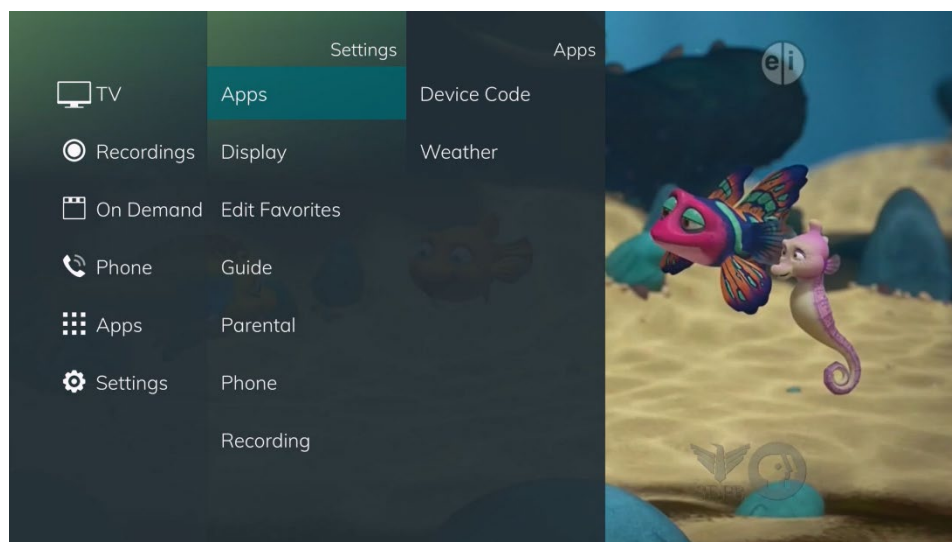 Settings
Apps
TV
Apps
Device Code
Recordings
Display
Weather
On Demand
Edit Favorites
Phone
Guide
Apps
Parental
Settings
Phone
Recording
e/i